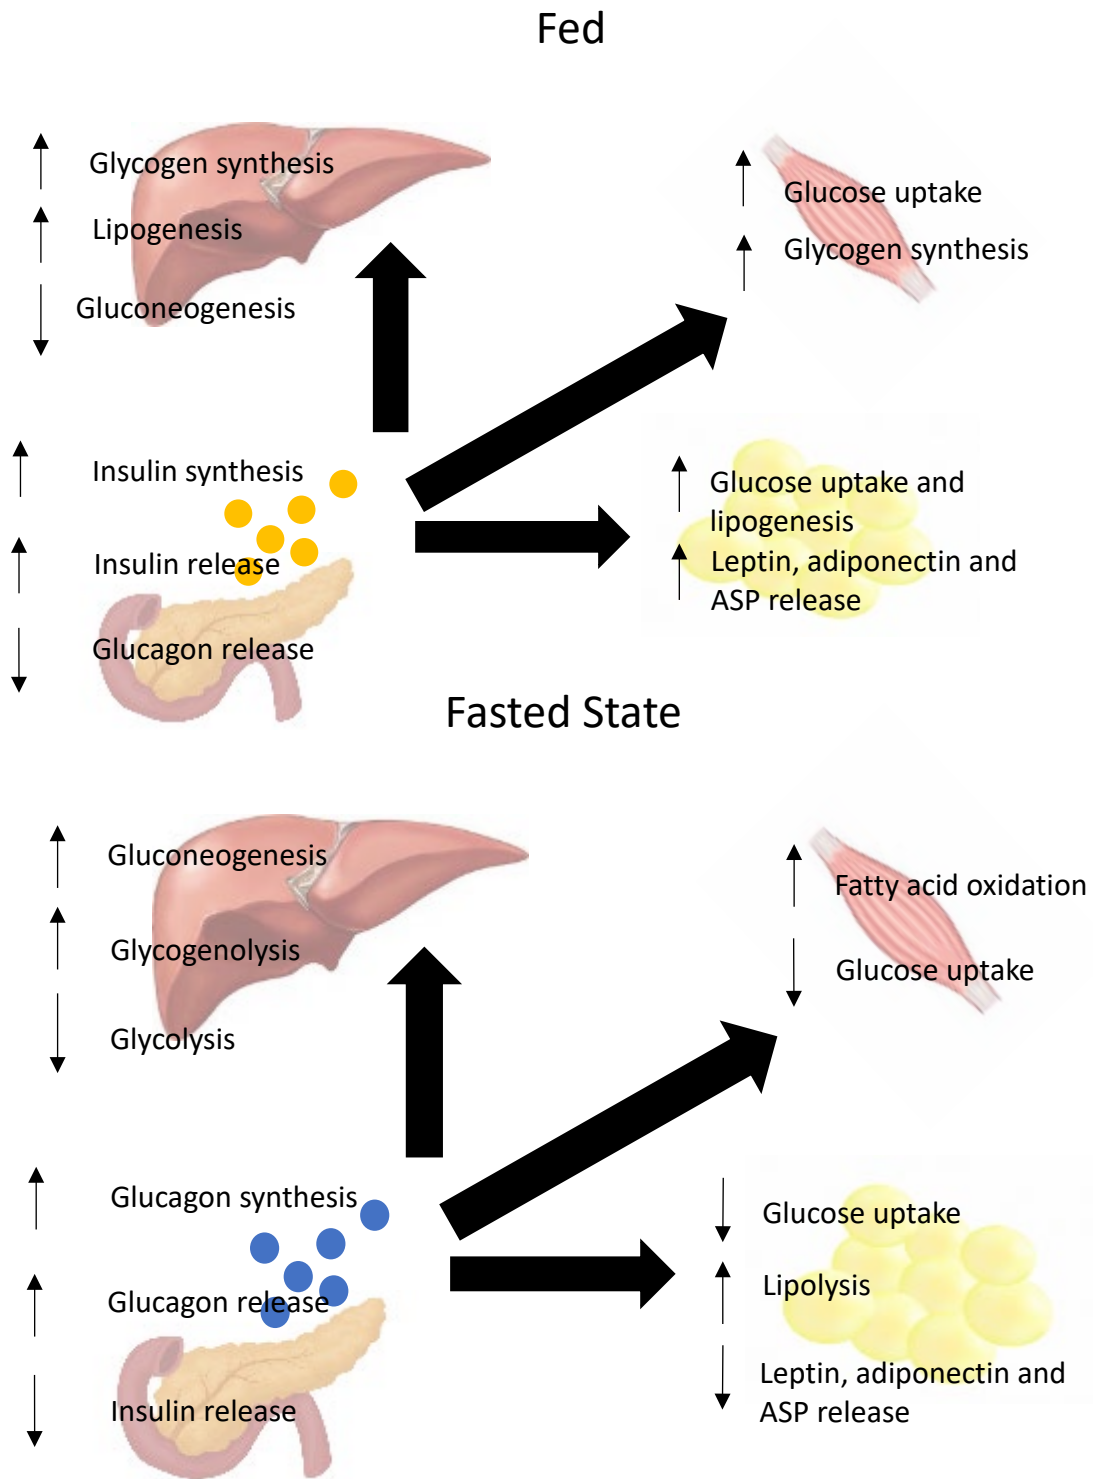 Fed
Glycogen synthesis
Lipogenesis
Gluconeogenesis
Glucose uptake
Glycogen synthesis
Insulin synthesis
Insulin release
Glucagon release
Glucose uptake and
lipogenesis
Leptin, adiponectin and
ASP release
Fasted State
Gluconeogenesis
Glycogenolysis
Glycolysis
Fatty acid oxidation
Glucose uptake
Glucagon synthesis
Glucagon release
Insulin release
Glucose uptake
Lipolysis
Leptin, adiponectin and
ASP release